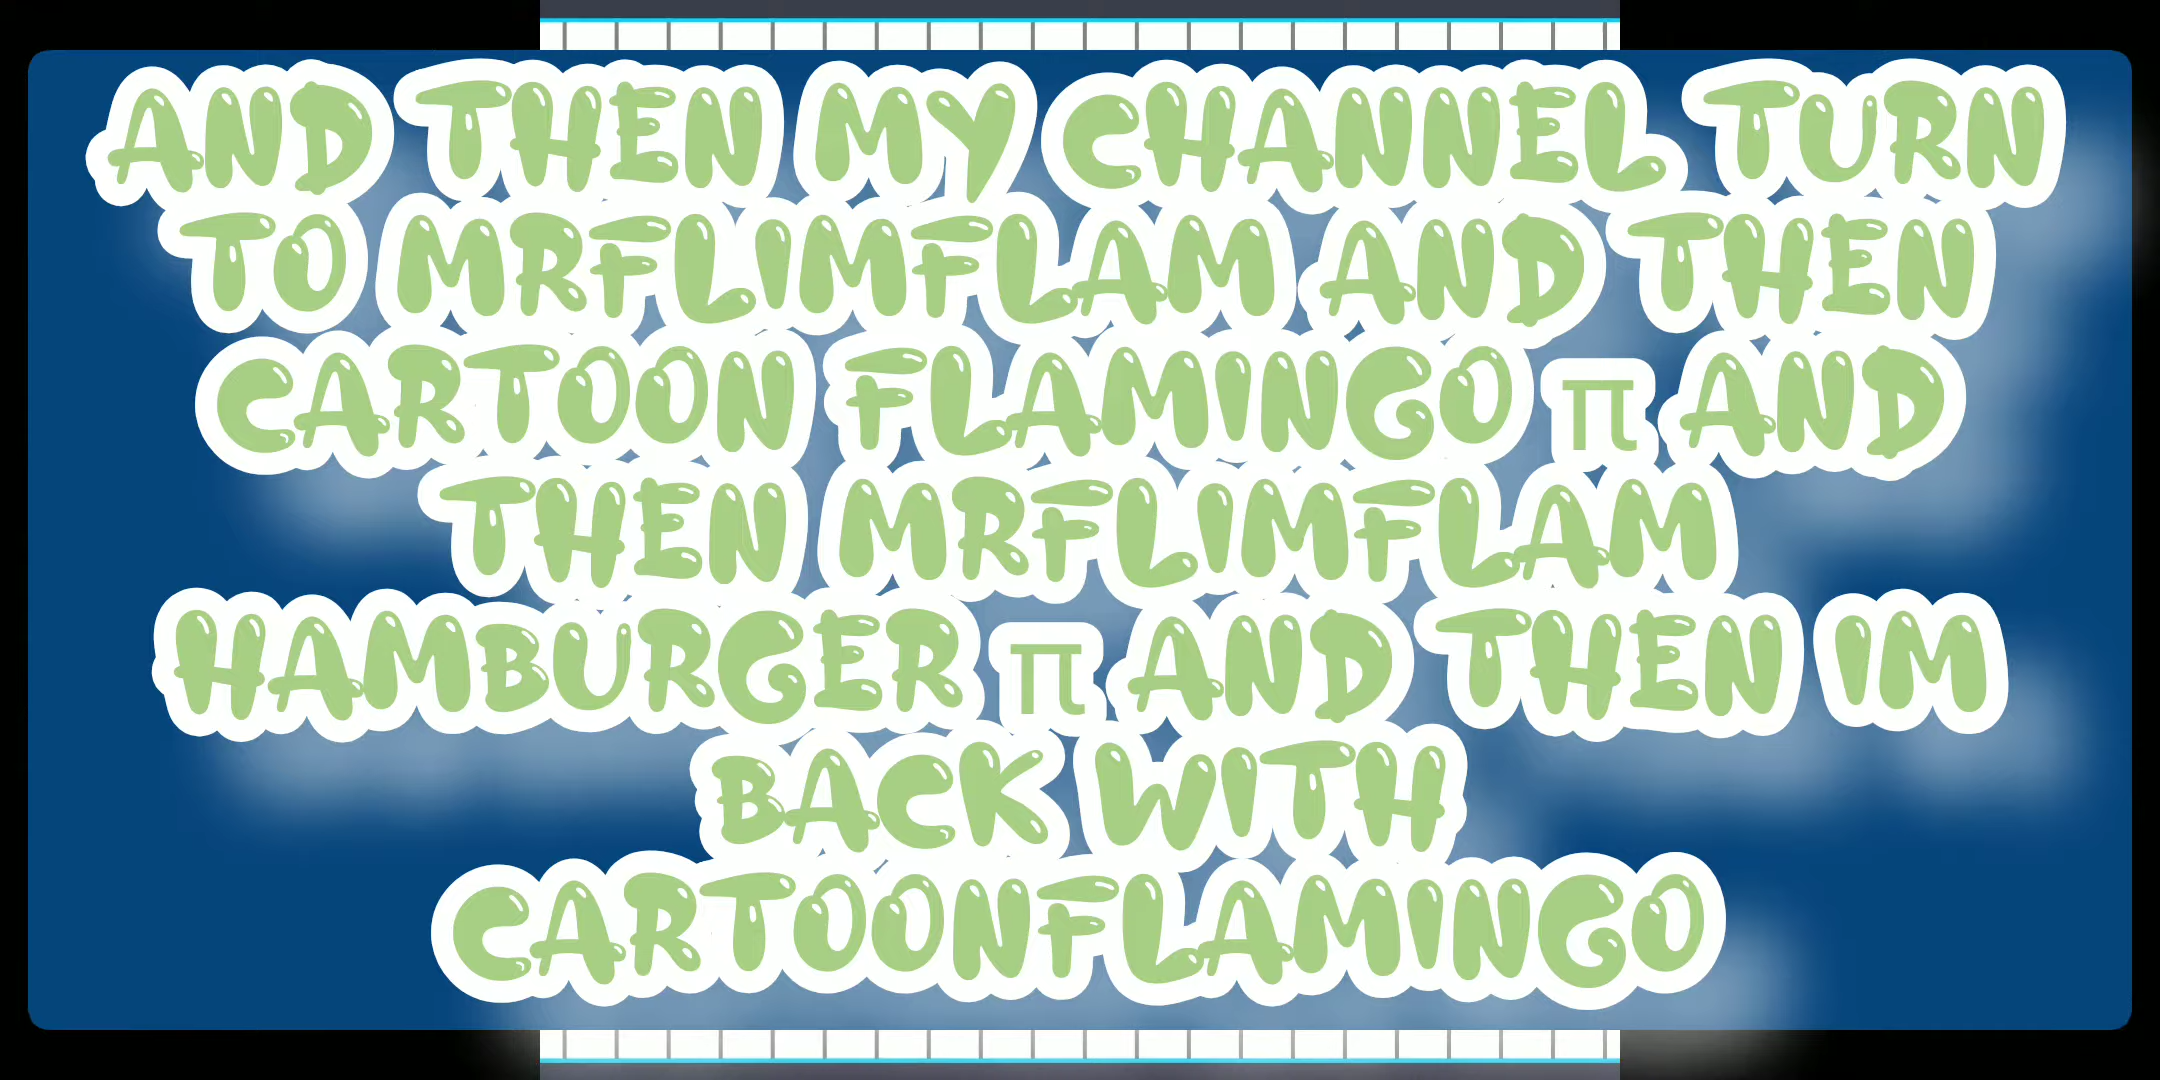 AND THEN MY CHANNEL TURN
TO MRFLIMFLAM AND THEN
CARTOON FLAMINGO π AND
THEN MRFLIMFLAM
HAMBURGER π AND THEN IM
BACK WITH
CARTOONFLAMINGO